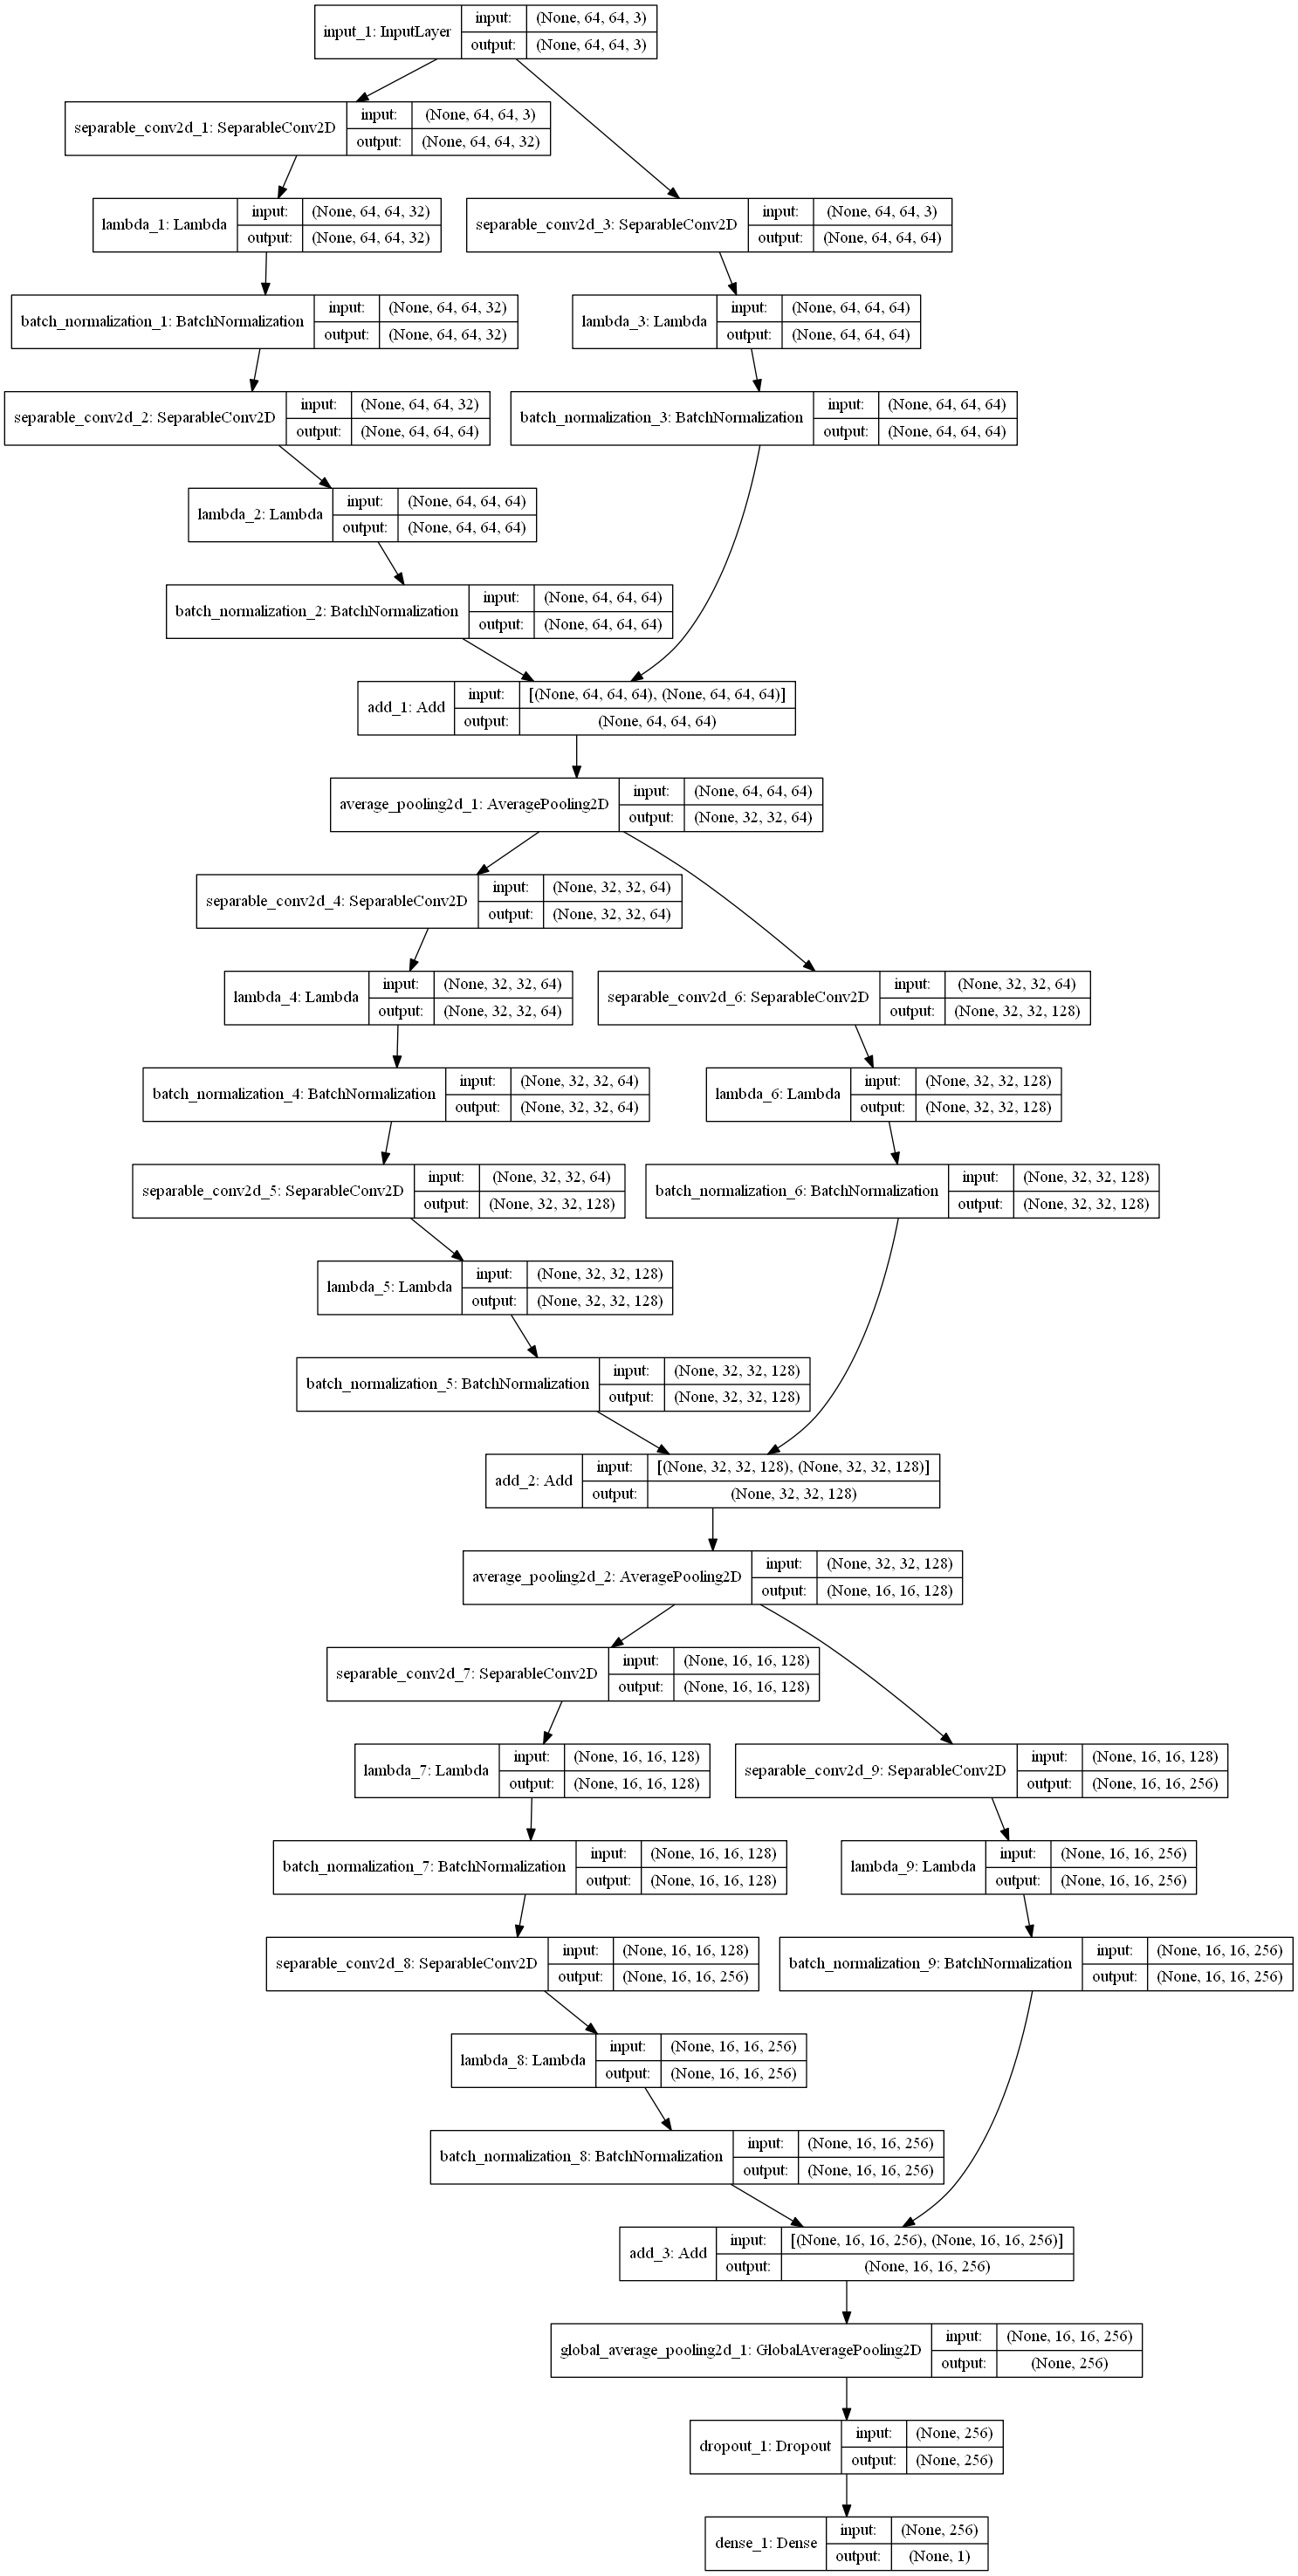 input_1: InputLayer
input: (None, 64, 64, 3)
output: (None, 64, 64, 3)
separable_conv2d_1: SeparableConv2D
input: (None, 64, 64, 3)
output: (None, 64, 64, 32)
lambda_1: Lambda
input: (None, 64, 64, 32)
output: (None, 64, 64, 32)
separable_conv2d_3: SeparableConv2D
input: (None, 64, 64, 3)
output: (None, 64, 64, 64)
batch_normalization_1: BatchNormalization
input: (None, 64, 64, 32)
output: (None, 64, 64, 32)
lambda_3: Lambda
input: (None, 64, 64, 64)
output: (None, 64, 64, 64)
separable_conv2d_2: SeparableConv2D
input: (None, 64, 64, 32)
output: (None, 64, 64, 64)
batch_normalization_3: BatchNormalization
input: (None, 64, 64, 64)
output: (None, 64, 64, 64)
lambda_2: Lambda
input: (None, 64, 64, 64)
output: (None, 64, 64, 64)
batch_normalization_2: BatchNormalization
input: (None, 64, 64, 64)
output: (None, 64, 64, 64)
add_1: Add
input: [(None, 64, 64, 64), (None, 64, 64, 64)]
output: (None, 64, 64, 64)
average_pooling2d_1: AveragePooling2D
input: (None, 64, 64, 64)
output: (None, 32, 32, 64)
separable_conv2d_4: SeparableConv2D
input: (None, 32, 32, 64)
output: (None, 32, 32, 64)
lambda_4: Lambda
input: (None, 32, 32, 64)
output: (None, 32, 32, 64)
separable_conv2d_6: SeparableConv2D
input: (None, 32, 32, 64)
output: (None, 32, 32, 128)
batch_normalization_4: BatchNormalization
input: (None, 32, 32, 64)
output: (None, 32, 32, 64)
lambda_6: Lambda
input: (None, 32, 32, 128)
output: (None, 32, 32, 128)
separable_conv2d_5: SeparableConv2D
input: (None, 32, 32, 64)
output: (None, 32, 32, 128)
batch_normalization_6: BatchNormalization
input: (None, 32, 32, 128)
output: (None, 32, 32, 128)
lambda_5: Lambda
input: (None, 32, 32, 128)
output: (None, 32, 32, 128)
batch_normalization_5: BatchNormalization
input: (None, 32, 32, 128)
output: (None, 32, 32, 128)
add_2: Add
input: [(None, 32, 32, 128), (None, 32, 32, 128)]
output: (None, 32, 32, 128)
average_pooling2d_2: AveragePooling2D
input: (None, 32, 32, 128)
output: (None, 16, 16, 128)
separable_conv2d_7: SeparableConv2D
input: (None, 16, 16, 128)
output: (None, 16, 16, 128)
lambda_7: Lambda
input: (None, 16, 16, 128)
output: (None, 16, 16, 128)
separable_conv2d_9: SeparableConv2D
input: (None, 16, 16, 128)
output: (None, 16, 16, 256)
batch_normalization_7: BatchNormalization
input: (None, 16, 16, 128)
output: (None, 16, 16, 128)
lambda_9: Lambda
input: (None, 16, 16, 256)
output: (None, 16, 16, 256)
separable_conv2d_8: SeparableConv2D
input: (None, 16, 16, 128)
output: (None, 16, 16, 256)
batch_normalization_9: BatchNormalization
input: (None, 16, 16, 256)
output: (None, 16, 16, 256)
lambda_8: Lambda
input: (None, 16, 16, 256)
output: (None, 16, 16, 256)
batch_normalization_8: BatchNormalization
input: (None, 16, 16, 256)
output: (None, 16, 16, 256)
add_3: Add
input: [(None, 16, 16, 256), (None, 16, 16, 256)]
output: (None, 16, 16, 256)
global_average_pooling2d_1: GlobalAveragePooling2D
input: (None, 16, 16, 256)
output: (None, 256)
dropout_1: Dropout
input: (None, 256)
output: (None, 256)
dense_1: Dense
input: (None, 256)
output: (None, 1)